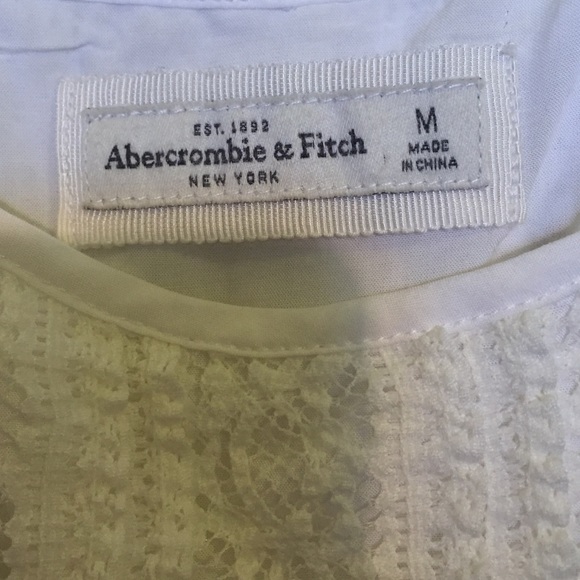 EST. 1892
Abercrombie & Fitch
NEW YORK
M
MADE
IN CHINA